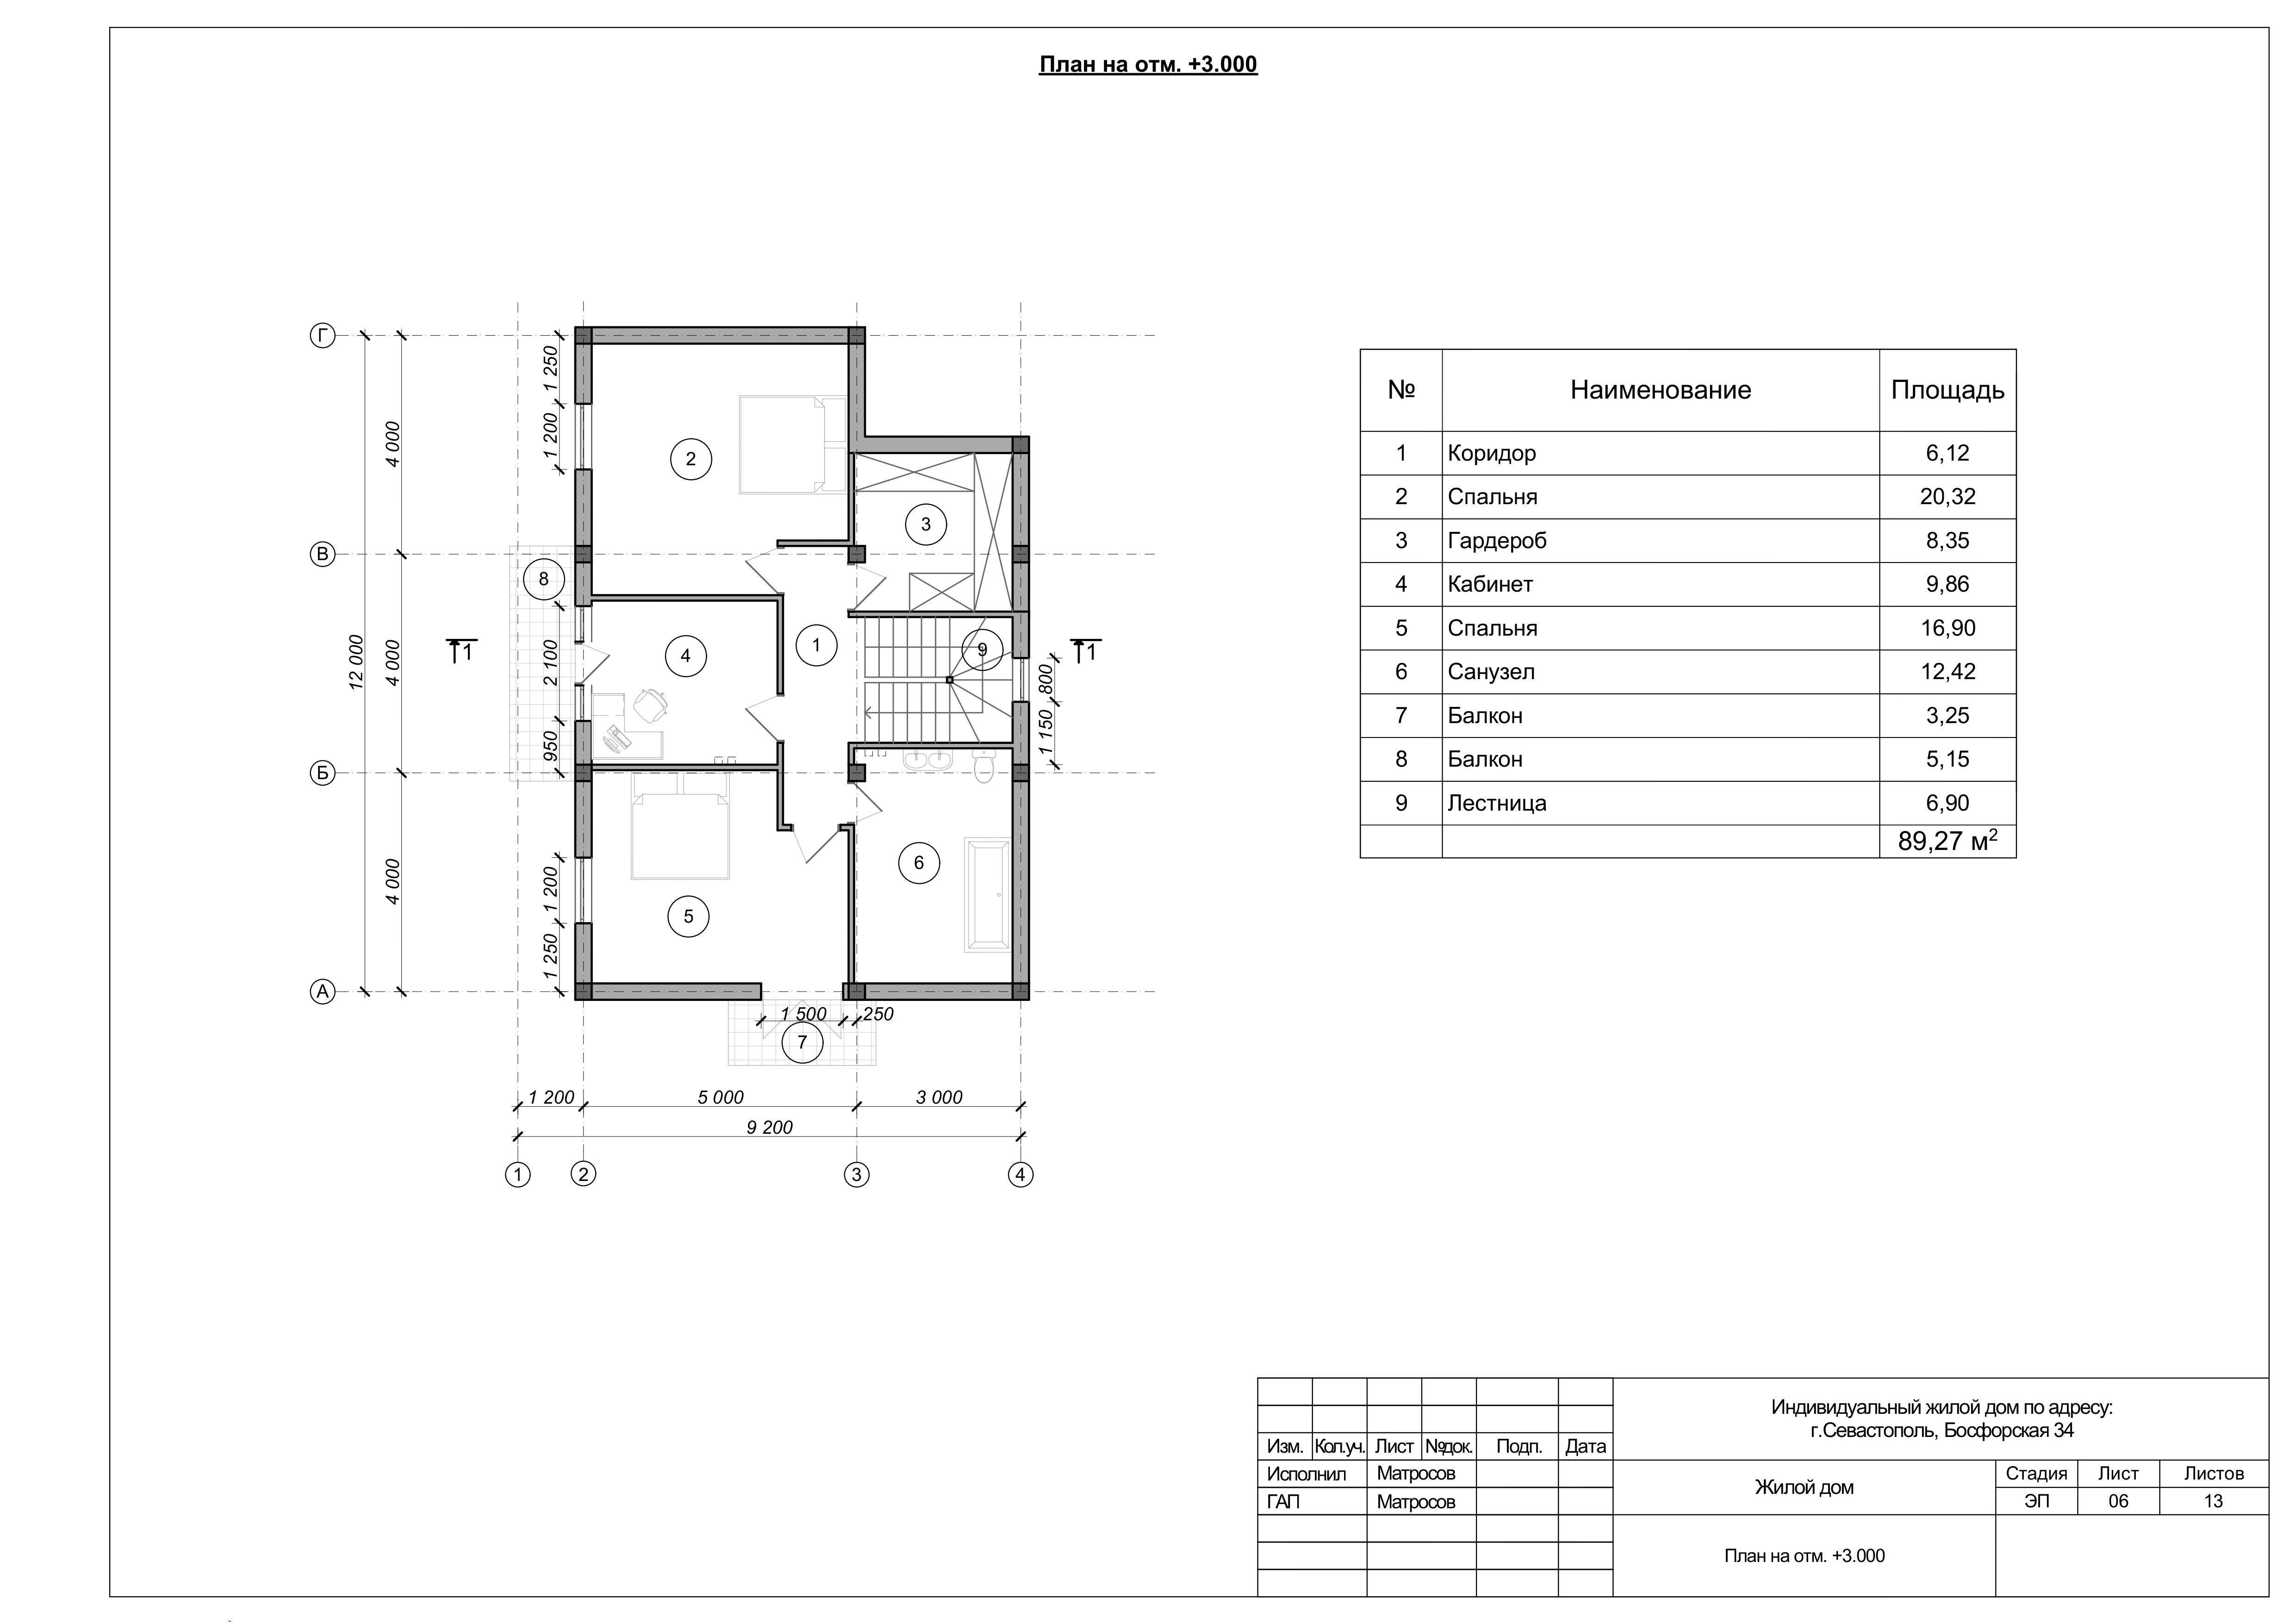 План на отм. +3.000
Г
В
Б
А
12 000
4 000
4 000
4 000
1 250
1 200
2 100
950
1 200
1 250
800
1 150
1 500
250
2
3
8
1
9
4
1
1
6
5
7
1 200
5 000
3 000
9 200
1
2
3
4
№ Наименование Площадь
1 Коридор 6,12
2 Спальня 20,32
3 Гардероб 8,35
4 Кабинет 9,86
5 Спальня 16,90
6 Санузел 12,42
7 Балкон 3,25
8 Балкон 5,15
9 Лестница 6,90
89,27 м²
Индивидуальный жилой дом по адресу:
г.Севастополь, Босфорская 34
Изм. Кол.уч. Лист №док. Подп. Дата
Исполнил Матросов
ГАП Матросов
Жилой дом
Стадия Лист Листов
ЭП 06 13
План на отм. +3.000